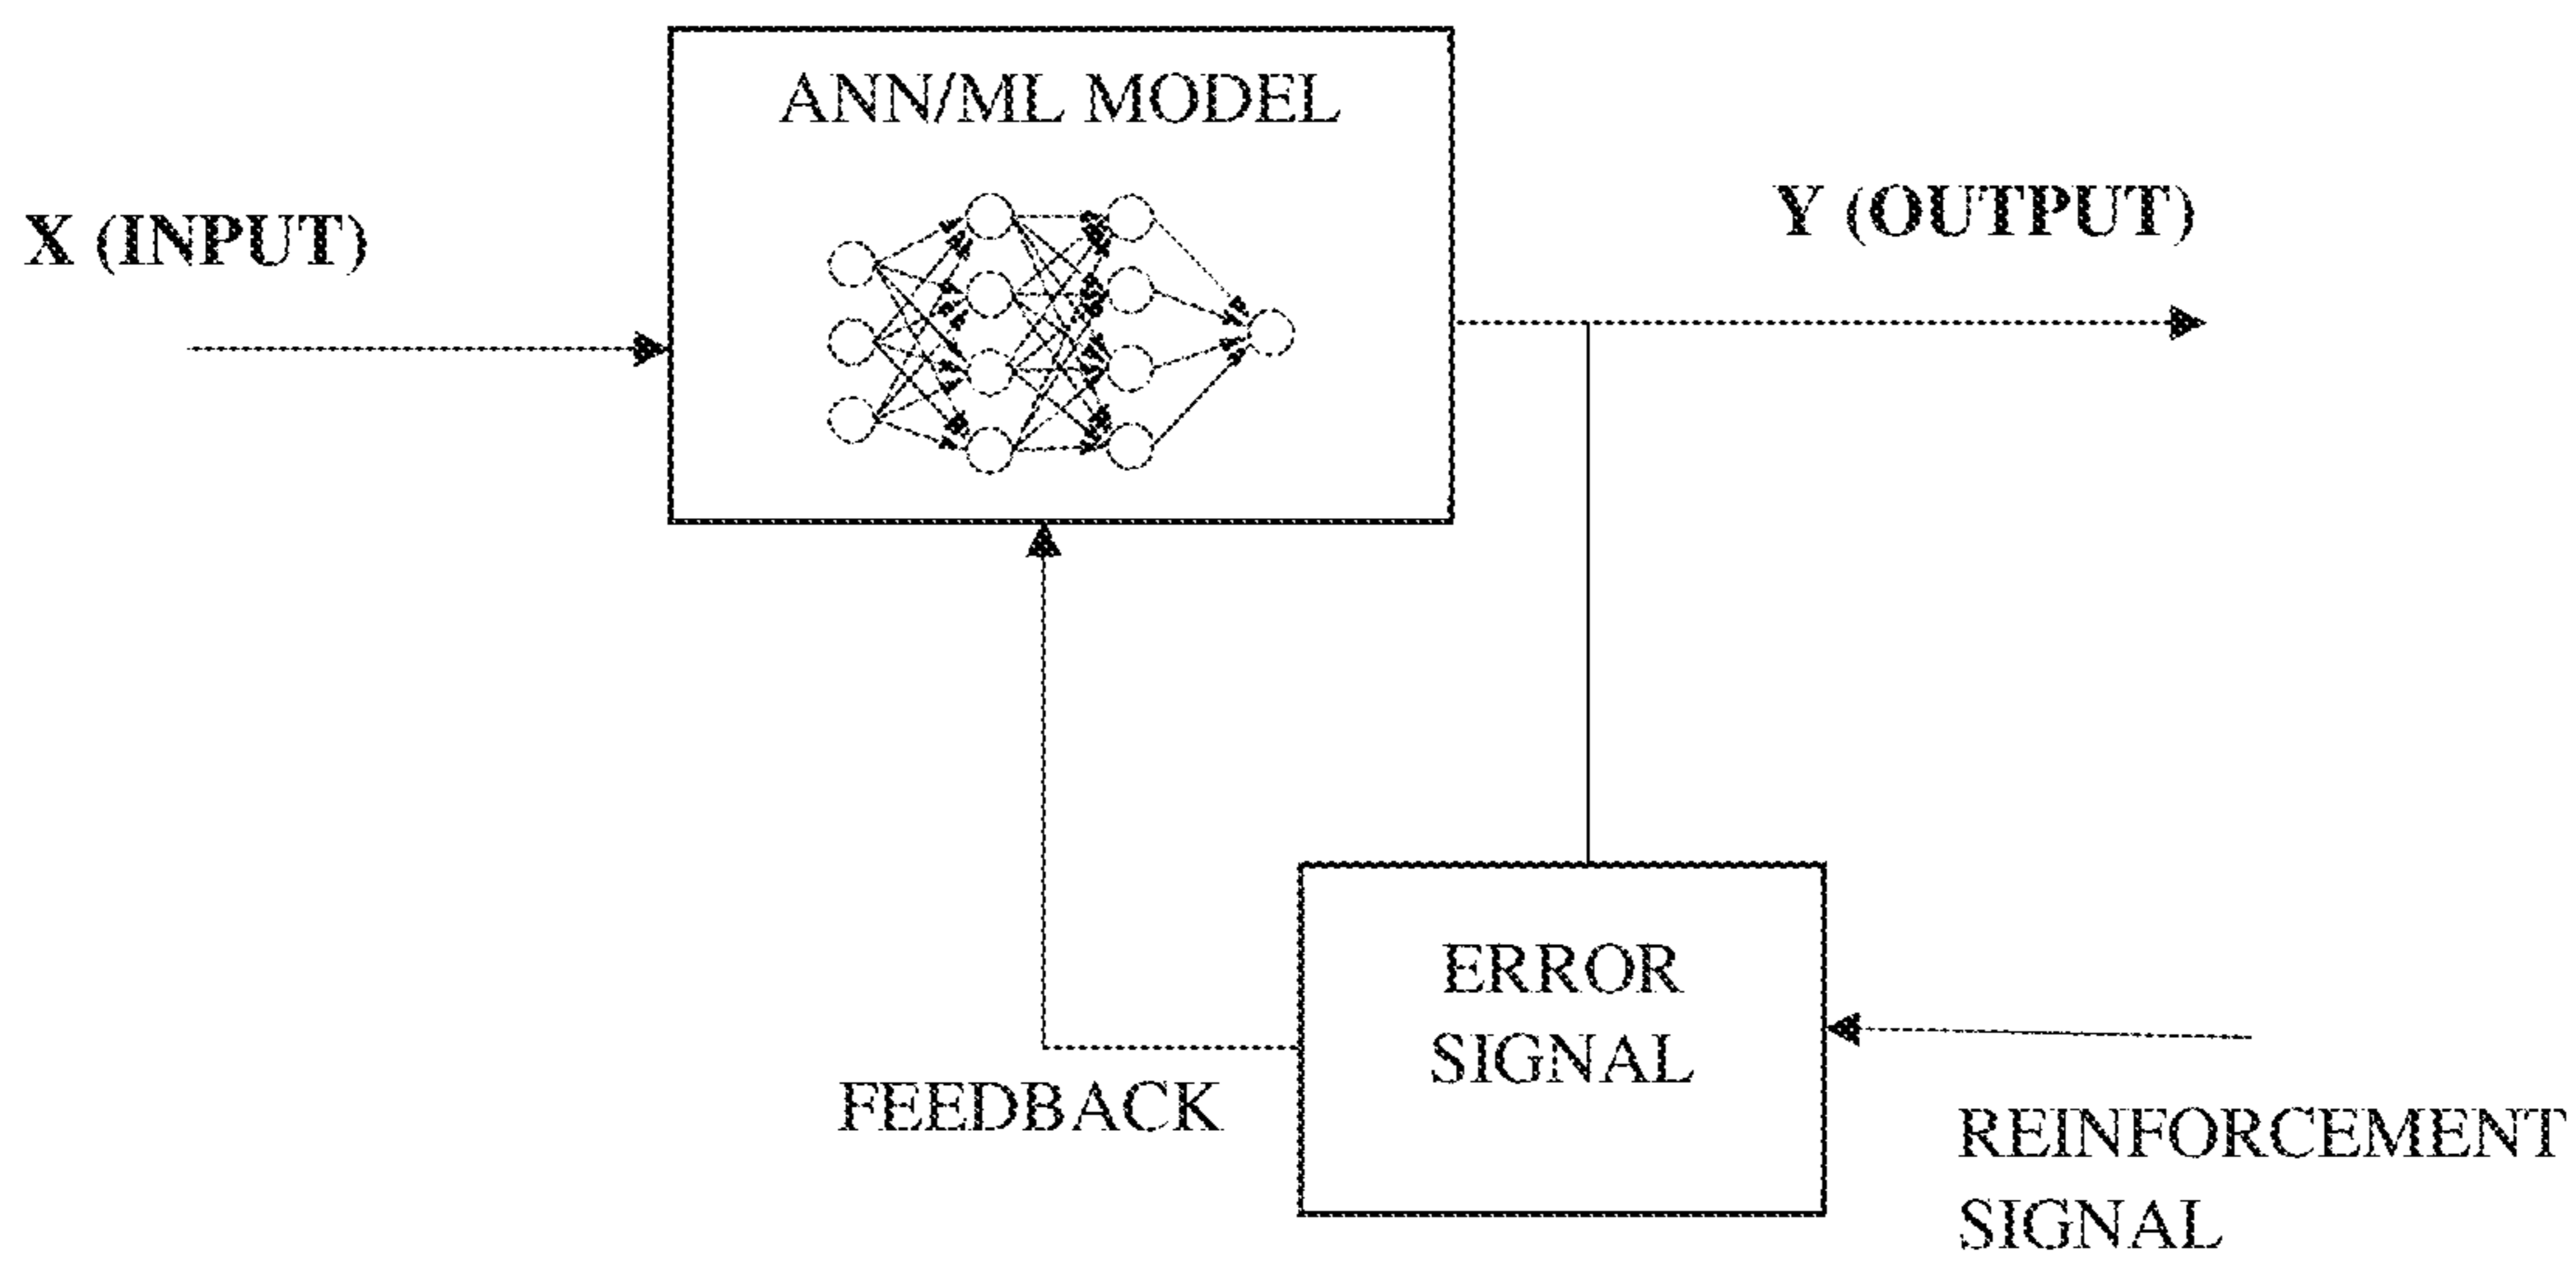 ANN/ML MODEL
X (INPUT)
Y (OUTPUT)
ERROR
SIGNAL
FEEDBACK
REINFORCEMENT
SIGNAL